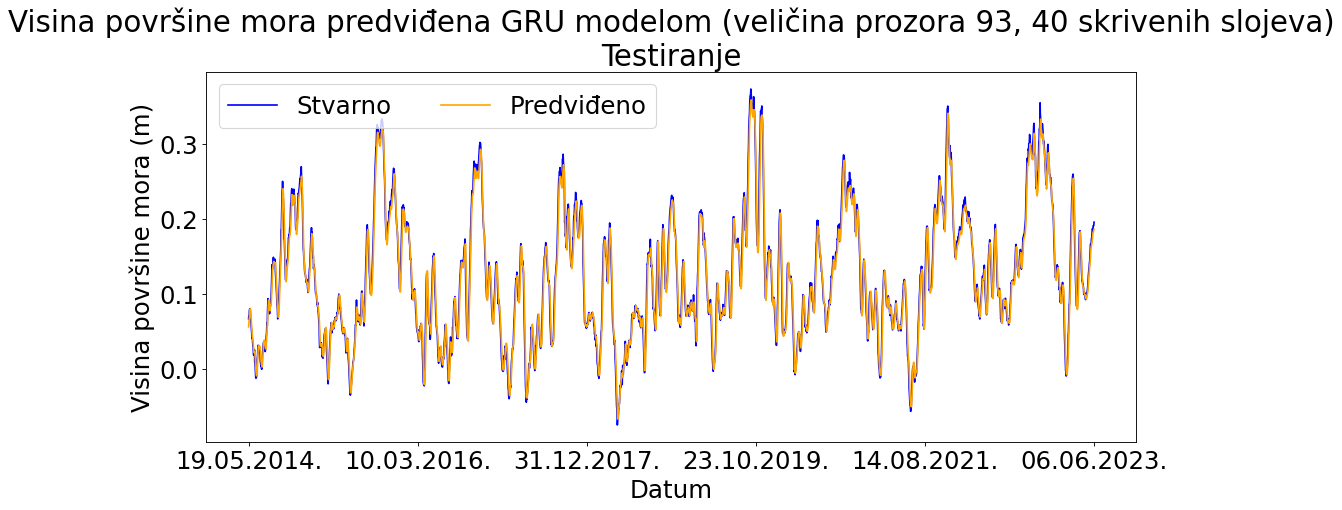 Visina površine mora predviđena GRU modelom (veličina prozora 93, 40 skrivenih slojeva)
Testiranje
Stvarno Predviđeno
Visina površine mora (m)
0.3
0.2
0.1
0.0
19.05.2014. 10.03.2016. 31.12.2017. 23.10.2019. 14.08.2021. 06.06.2023.
Datum